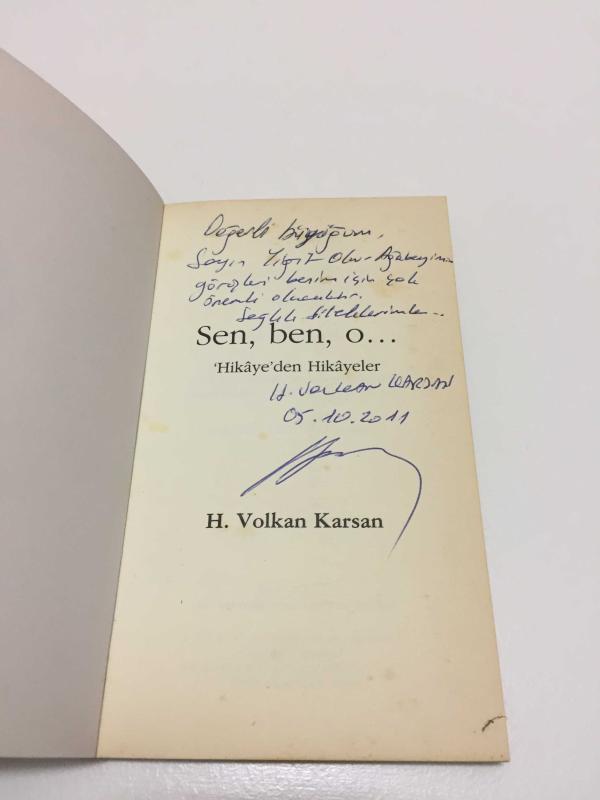 Değerli büyüğüm,
Sayın Yiğit Okur Ağabeyimin
görüşleri benim için çok
önemli olacaktır.
Sağlık dileklerimle...
Sen, ben, o...
'Hikâye'den Hikâyeler
H. Volkan KARSAN
05.10.2011
H. Volkan Karsan